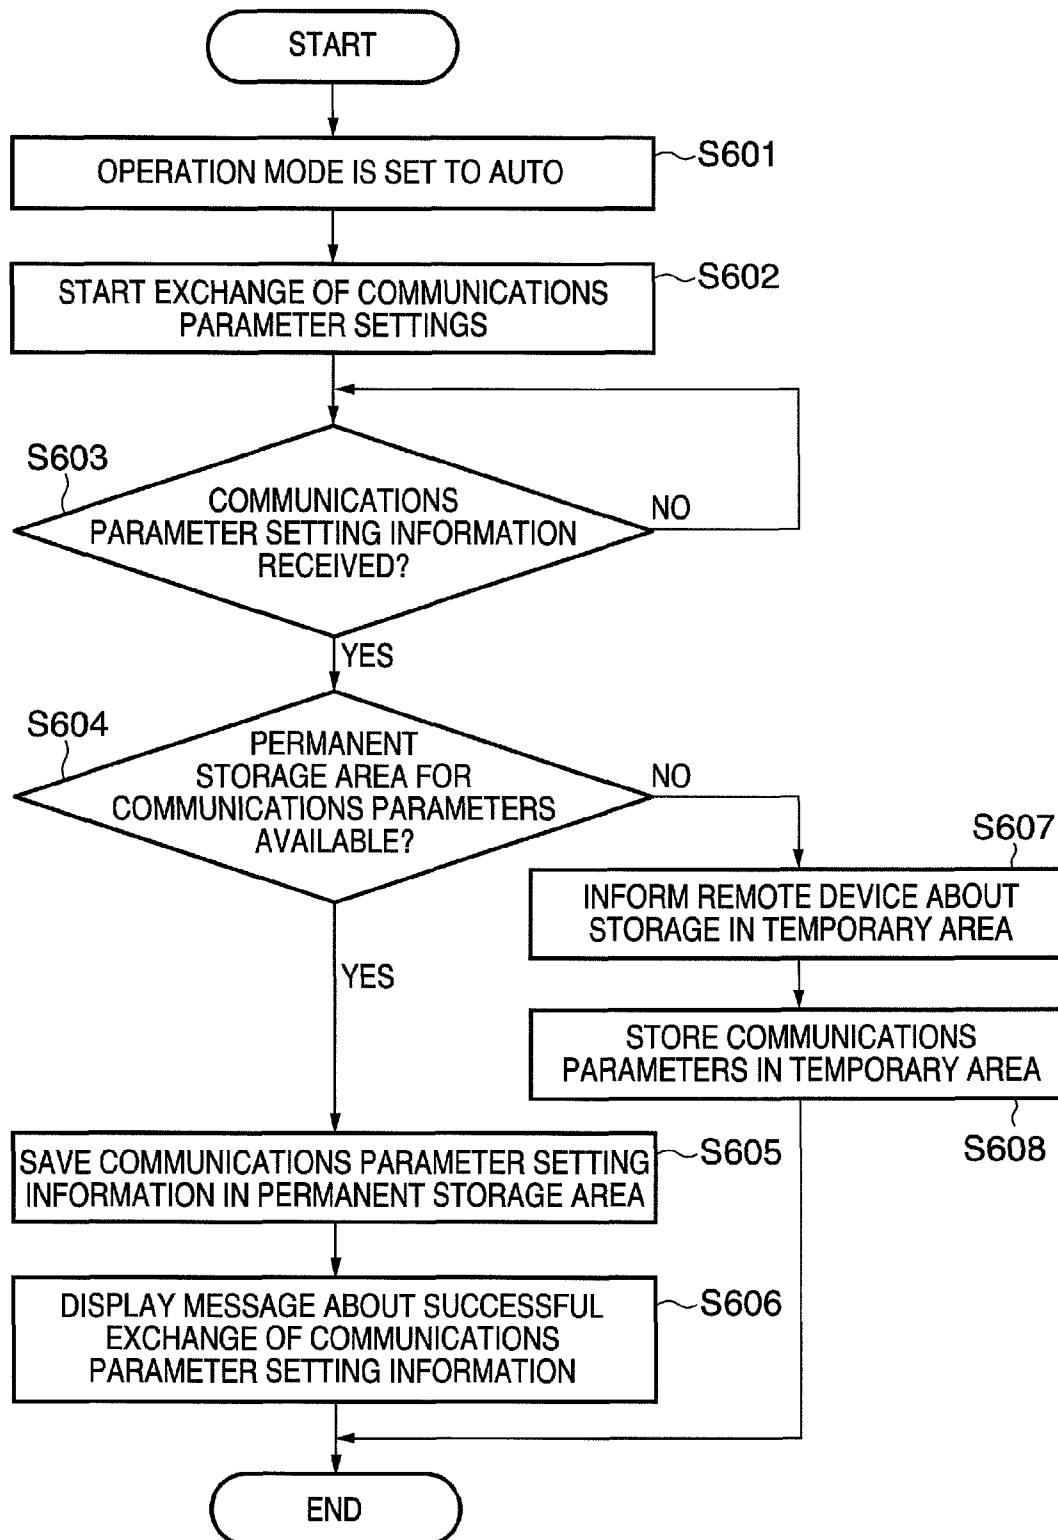 START
OPERATION MODE IS SET TO AUTO
S601
START EXCHANGE OF COMMUNICATIONS
PARAMETER SETTINGS
S602
S603
COMMUNICATIONS
PARAMETER SETTING INFORMATION
RECEIVED?
NO
YES
S604
PERMANENT
STORAGE AREA FOR
COMMUNICATIONS PARAMETERS
AVAILABLE?
NO
YES
S607
INFORM REMOTE DEVICE ABOUT
STORAGE IN TEMPORARY AREA
STORE COMMUNICATIONS
PARAMETERS IN TEMPORARY AREA
S608
SAVE COMMUNICATIONS PARAMETER SETTING
INFORMATION IN PERMANENT STORAGE AREA
S605
DISPLAY MESSAGE ABOUT SUCCESSFUL
EXCHANGE OF COMMUNICATIONS
PARAMETER SETTING INFORMATION
S606
END